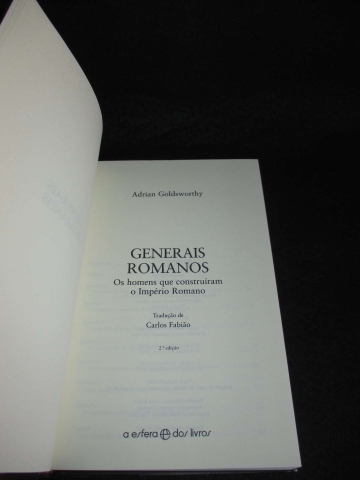 Adrian Goldsworthy
GENERAIS
ROMANOS
Os homens que construíram
o Império Romano
Tradução de
Carlos Fabião
2.ª edição
a esfera dos livros